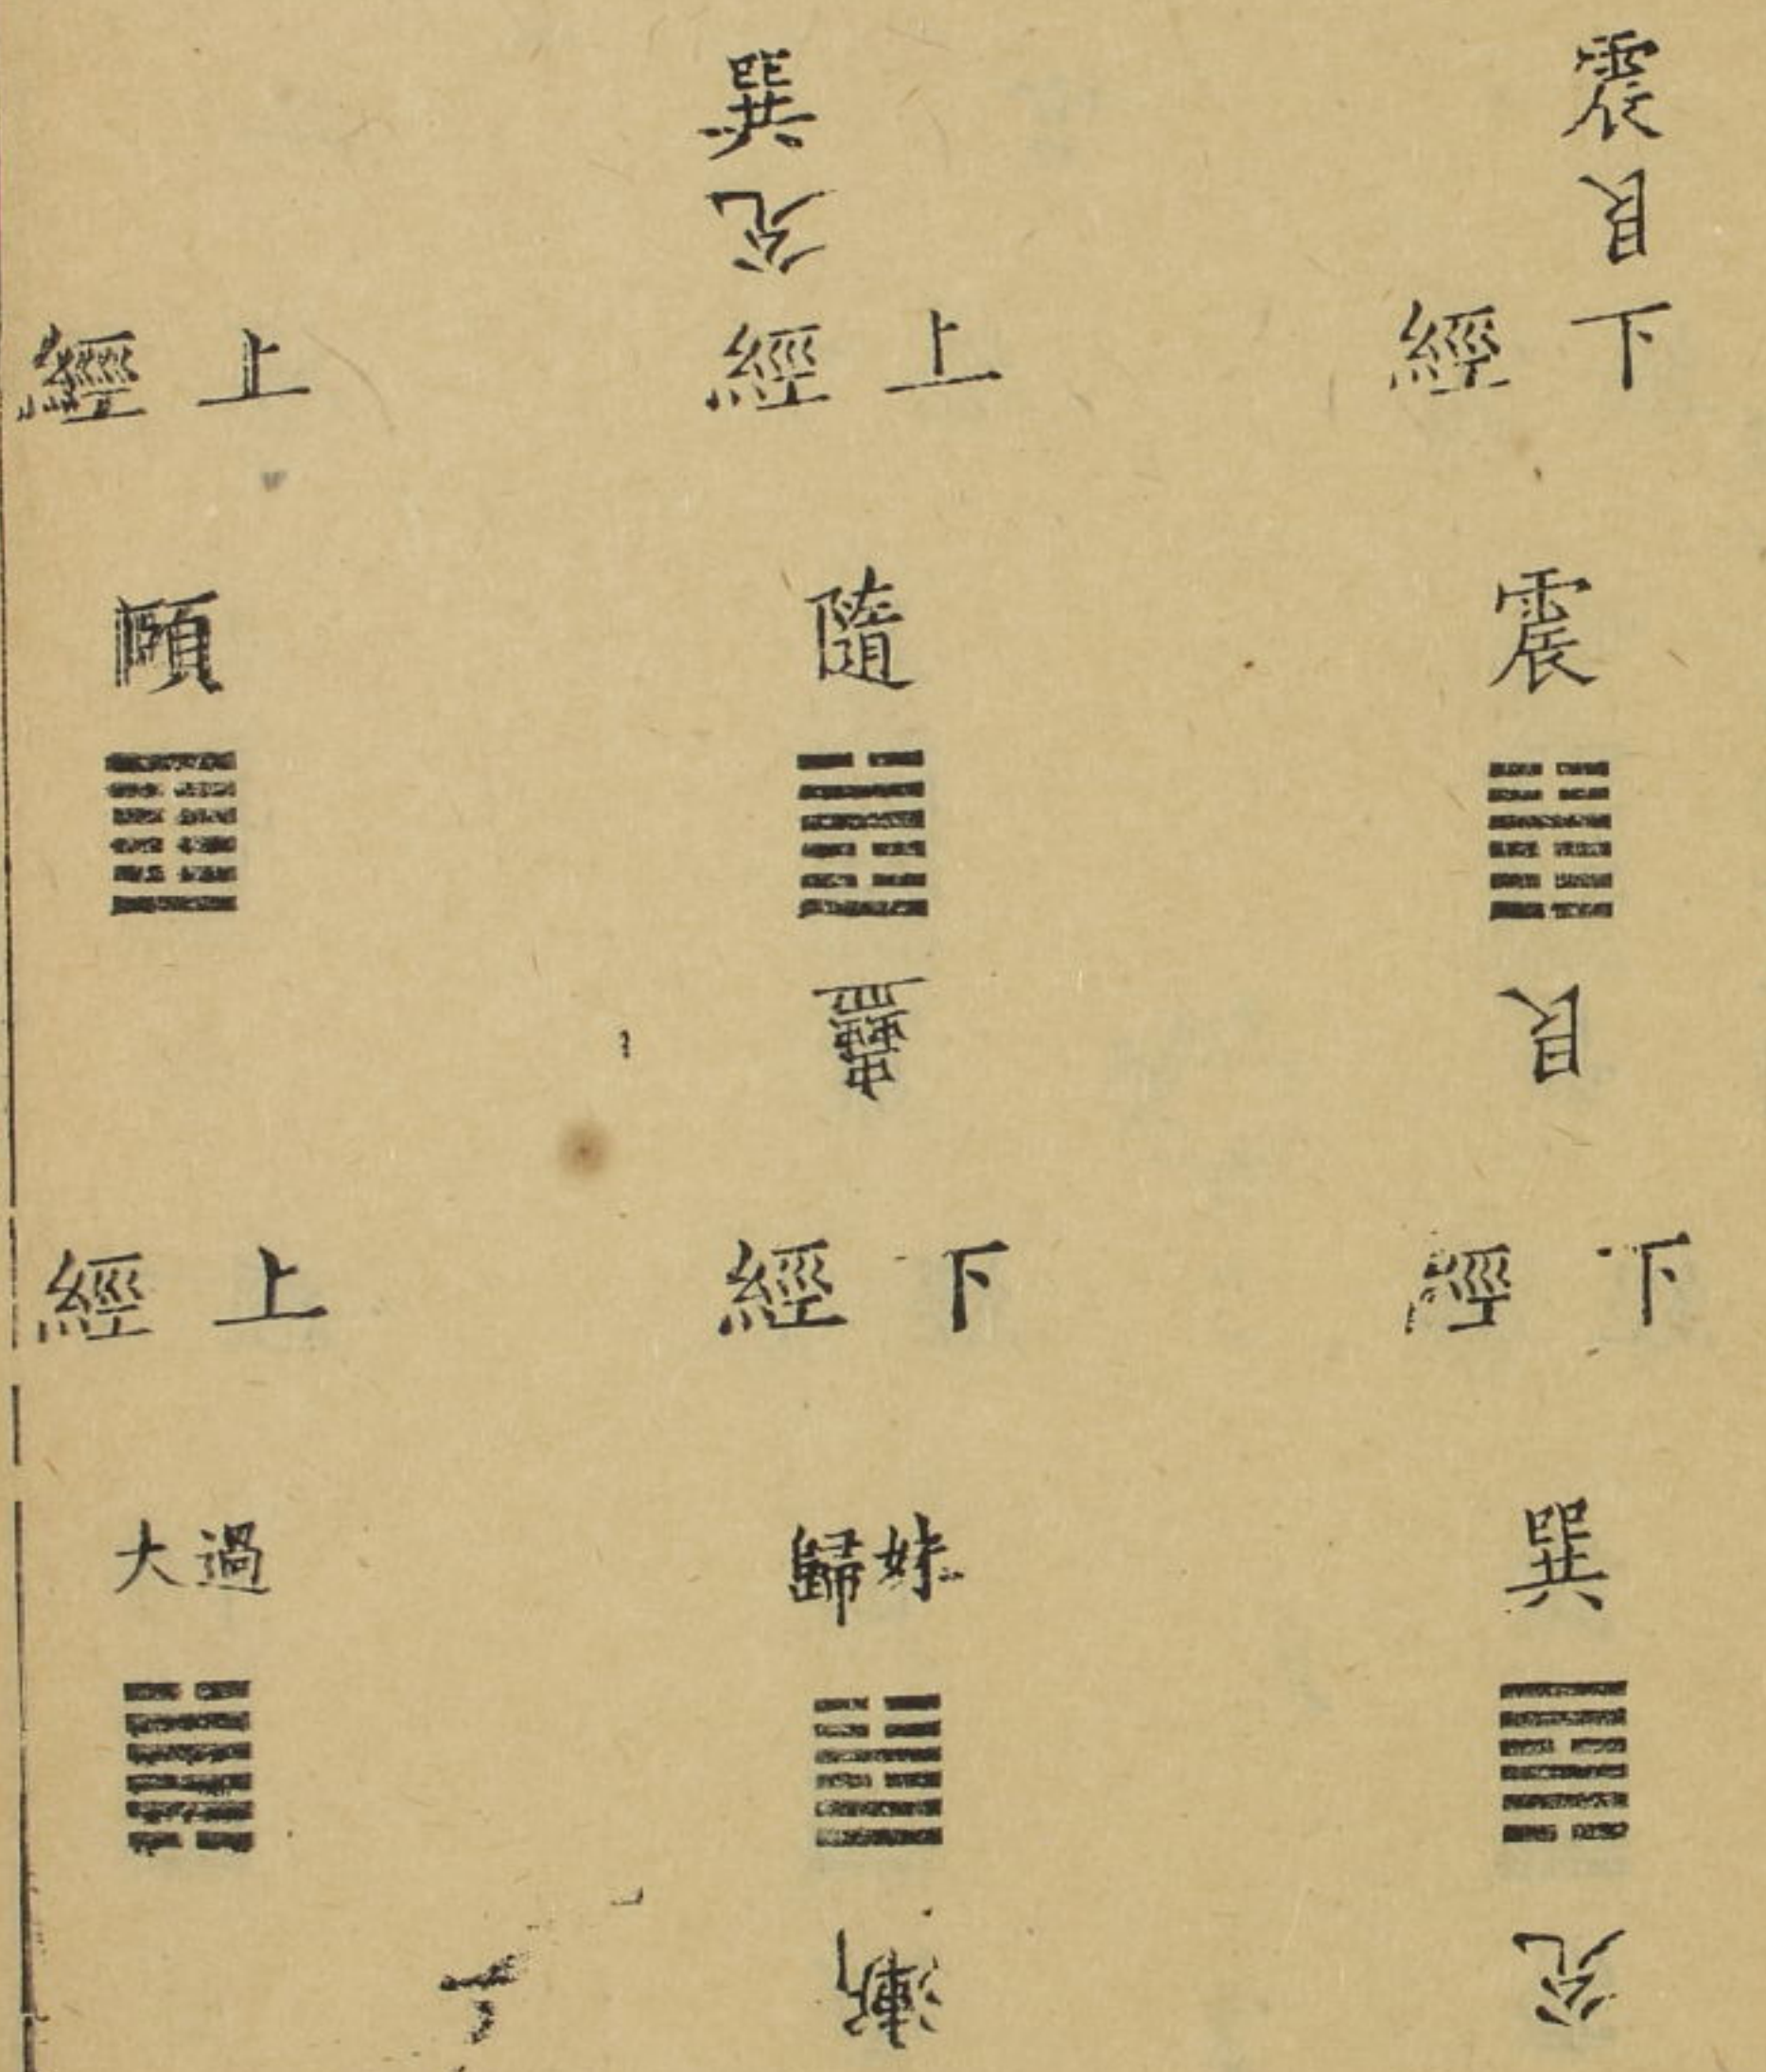 震
艮
下經
震
艮
下經
巽
兌
巽
兌
上經
隨
蠱
下經
歸妹
漸
上經
頤
上經
大過